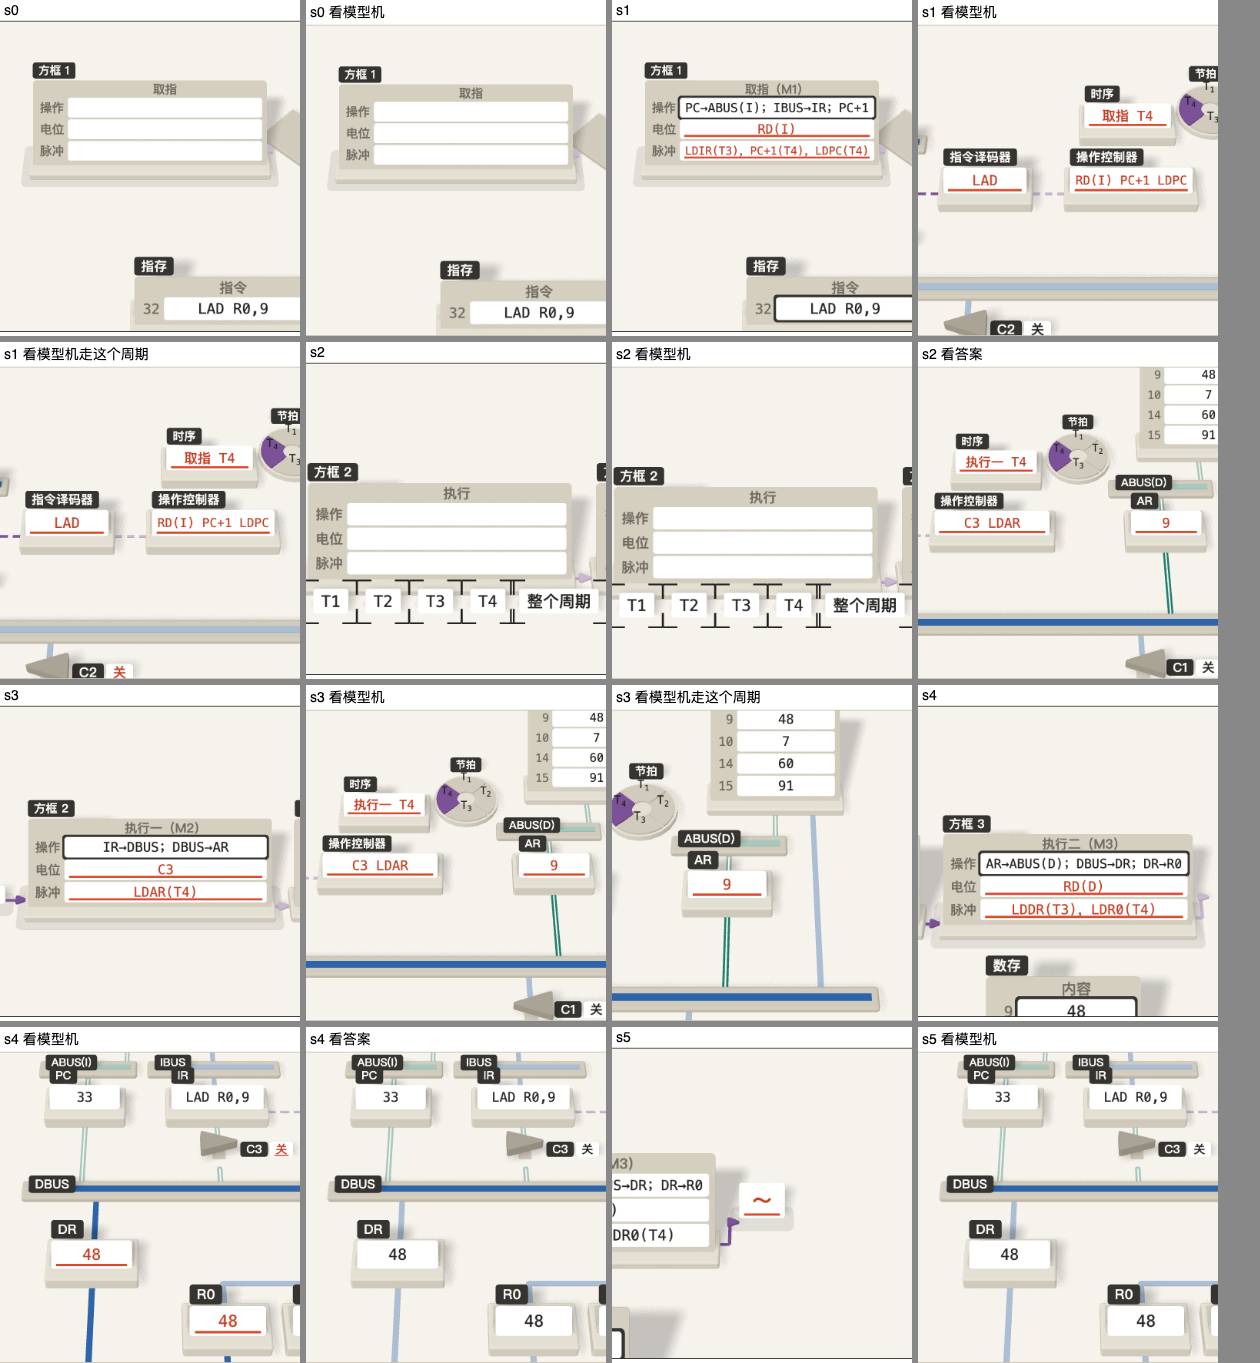 s0
方框 1
取指
操作
电位
脉冲
指存
指令
32 LAD R0,9
s0 看模型机
方框 1
取指
操作
电位
脉冲
指存
指令
32 LAD R0,9
s1
方框 1
取指（M1）
操作 PC→ABUS(I)；IBUS→IR；PC+1
电位 RD(I)
脉冲 LDIR(T3)、PC+1(T4)、LDPC(T4)
指存
指令
32 LAD R0,9
s1 看模型机
节拍
T1
T4
T3
时序
取指 T4
指令译码器
LAD
操作控制器
RD(I) PC+1 LDPC
C2 关
s1 看模型机走这个周期
节拍
T1
T4
T3
时序
取指 T4
指令译码器
LAD
操作控制器
RD(I) PC+1 LDPC
C2 关
s2
方框 2
执行
操作
电位
脉冲
T1 T2 T3 T4 整个周期
s2 看模型机
方框 2
执行
操作
电位
脉冲
T1 T2 T3 T4 整个周期
s2 看答案
9 48
10 7
14 60
15 91
节拍
T1
T4 T2
T3
时序
执行一 T4
ABUS(D)
操作控制器
C3 LDAR
AR
9
C1 关
s3
方框 2
执行一（M2）
操作 IR→DBUS；DBUS→AR
电位 C3
脉冲 LDAR(T4)
s3 看模型机
9 48
10 7
14 60
15 91
节拍
T1
T4 T2
T3
时序
执行一 T4
ABUS(D)
操作控制器
C3 LDAR
AR
9
C1 关
s3 看模型机走这个周期
9 48
10 7
14 60
15 91
节拍
T1
T4 T2
T3
ABUS(D)
AR
9
s4
方框 3
执行二（M3）
操作 AR→ABUS(D)；DBUS→DR；DR→R0
电位 RD(D)
脉冲 LDDR(T3)、LDR0(T4)
数存
内容
9 48
s4 看模型机
ABUS(I)
PC
33
IBUS
IR
LAD R0,9
C3 关
DBUS
DR
48
R0
48
s4 看答案
ABUS(I)
PC
33
IBUS
IR
LAD R0,9
C3 关
DBUS
DR
48
R0
48
s5
M3)
S→DR；DR→R0
)
DR0(T4)
～
s5 看模型机
ABUS(I)
PC
33
IBUS
IR
LAD R0,9
C3 关
DBUS
DR
48
R0
48